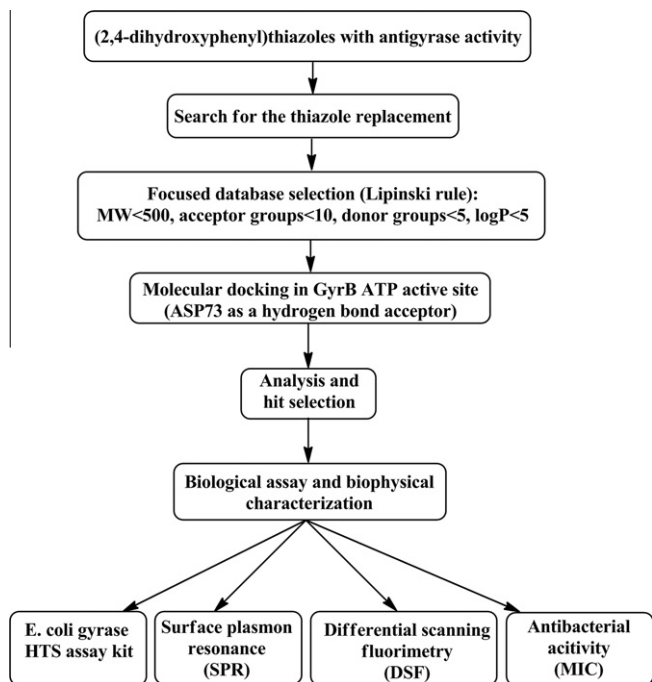 (2,4-dihydroxyphenyl)thiazoles with antigyrase activity
Search for the thiazole replacement
Focused database selection (Lipinski rule):
MW<500, acceptor groups<10, donor groups<5, logP<5
Molecular docking in GyrB ATP active site
(ASP73 as a hydrogen bond acceptor)
Analysis and
hit selection
Biological assay and biophysical
characterization
E. coli gyrase
HTS assay kit
Surface plasmon
resonance
(SPR)
Differential scanning
fluorimetry
(DSF)
Antibacterial
acitivity
(MIC)